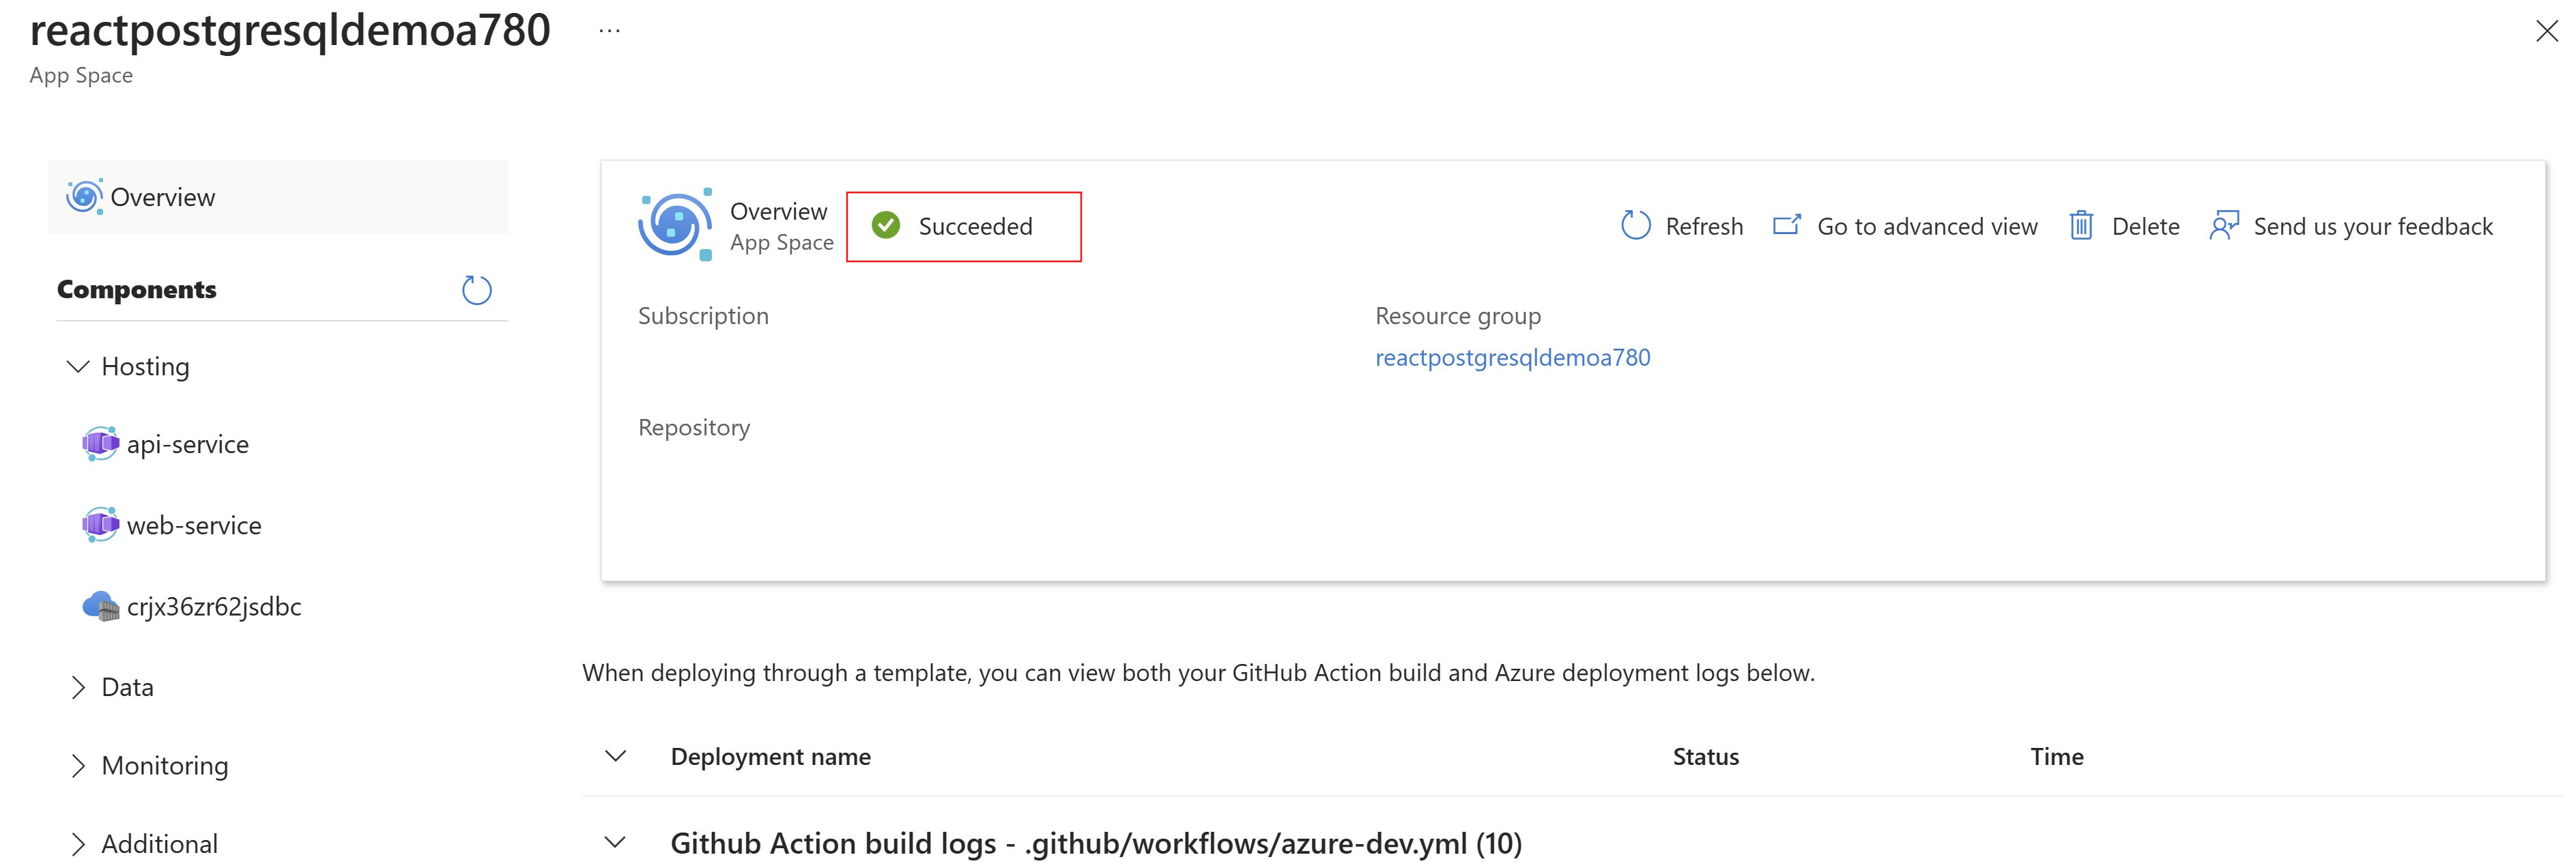 reactpostgresqldemoa780 ...
App Space
Overview
Components
Hosting
api-service
web-service
crjx36zr62jsdbc
Data
Monitoring
Additional
Overview
App Space
Succeeded
Refresh
Go to advanced view
Delete
Send us your feedback
Subscription
Resource group
reactpostgresqldemoa780
Repository
When deploying through a template, you can view both your GitHub Action build and Azure deployment logs below.
Deployment name Status Time
Github Action build logs - .github/workflows/azure-dev.yml (10)